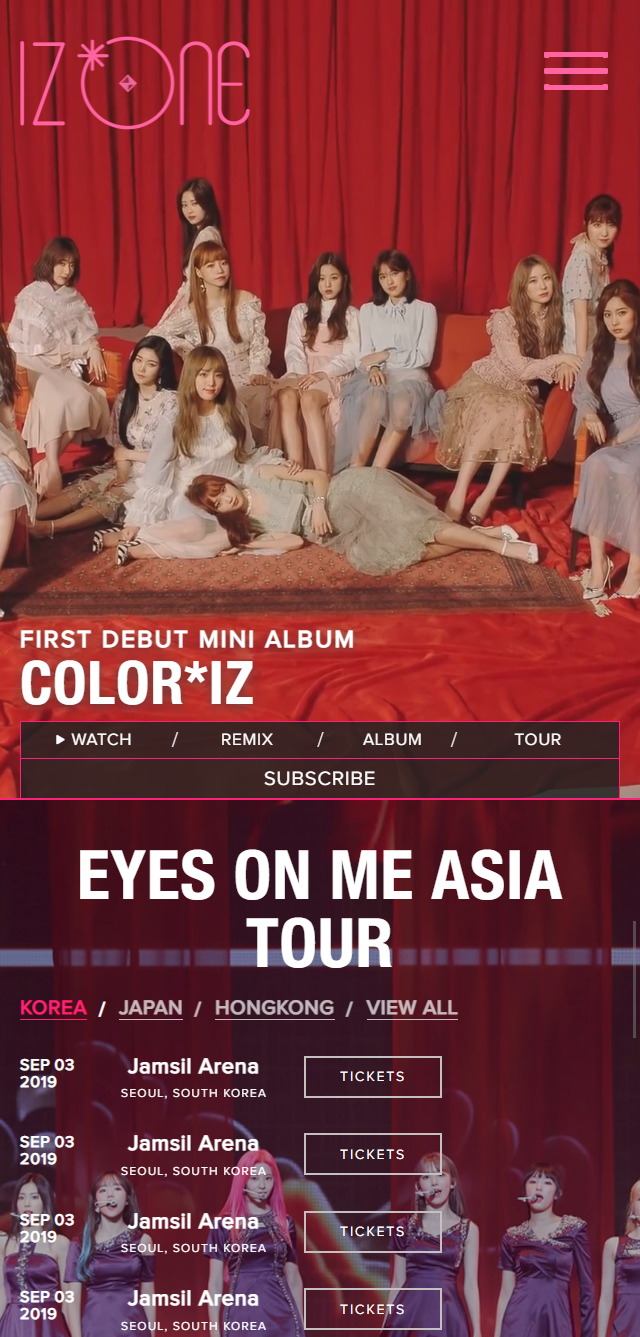 IZ*ONE
FIRST DEBUT MINI ALBUM
COLOR*IZ
WATCH / REMIX / ALBUM / TOUR
SUBSCRIBE
EYES ON ME ASIA
TOUR
KOREA / JAPAN / HONGKONG / VIEW ALL
SEP 03
2019
Jamsil Arena
SEOUL, SOUTH KOREA
TICKETS
SEP 03
2019
Jamsil Arena
SEOUL, SOUTH KOREA
TICKETS
SEP 03
2019
Jamsil Arena
SEOUL, SOUTH KOREA
TICKETS
SEP 03
2019
Jamsil Arena
SEOUL, SOUTH KOREA
TICKETS